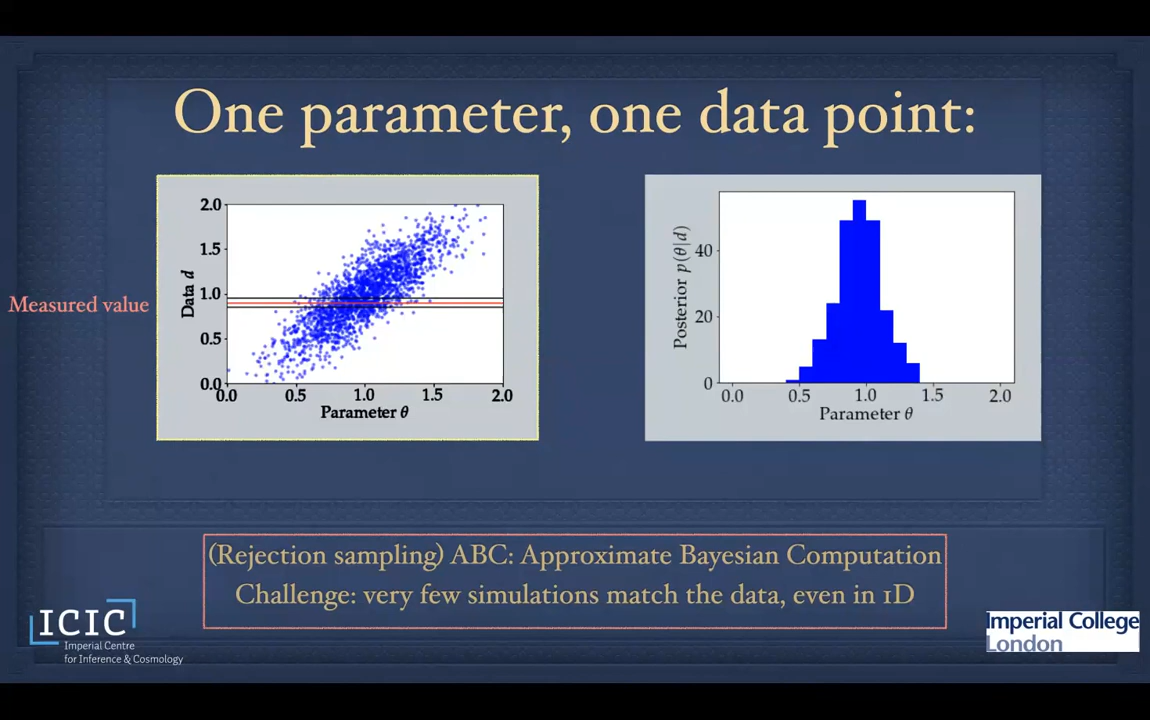 One parameter, one data point:
Measured value
Data d
2.0
1.5
1.0
0.5
0.0
0.0 0.5 1.0 1.5 2.0
Parameter θ
Posterior p(θ|d)
40
20
0
0.0 0.5 1.0 1.5 2.0
Parameter θ
(Rejection sampling) ABC: Approximate Bayesian Computation
Challenge: very few simulations match the data, even in 1D
ICIC
Imperial Centre
for Inference & Cosmology
Imperial College
London